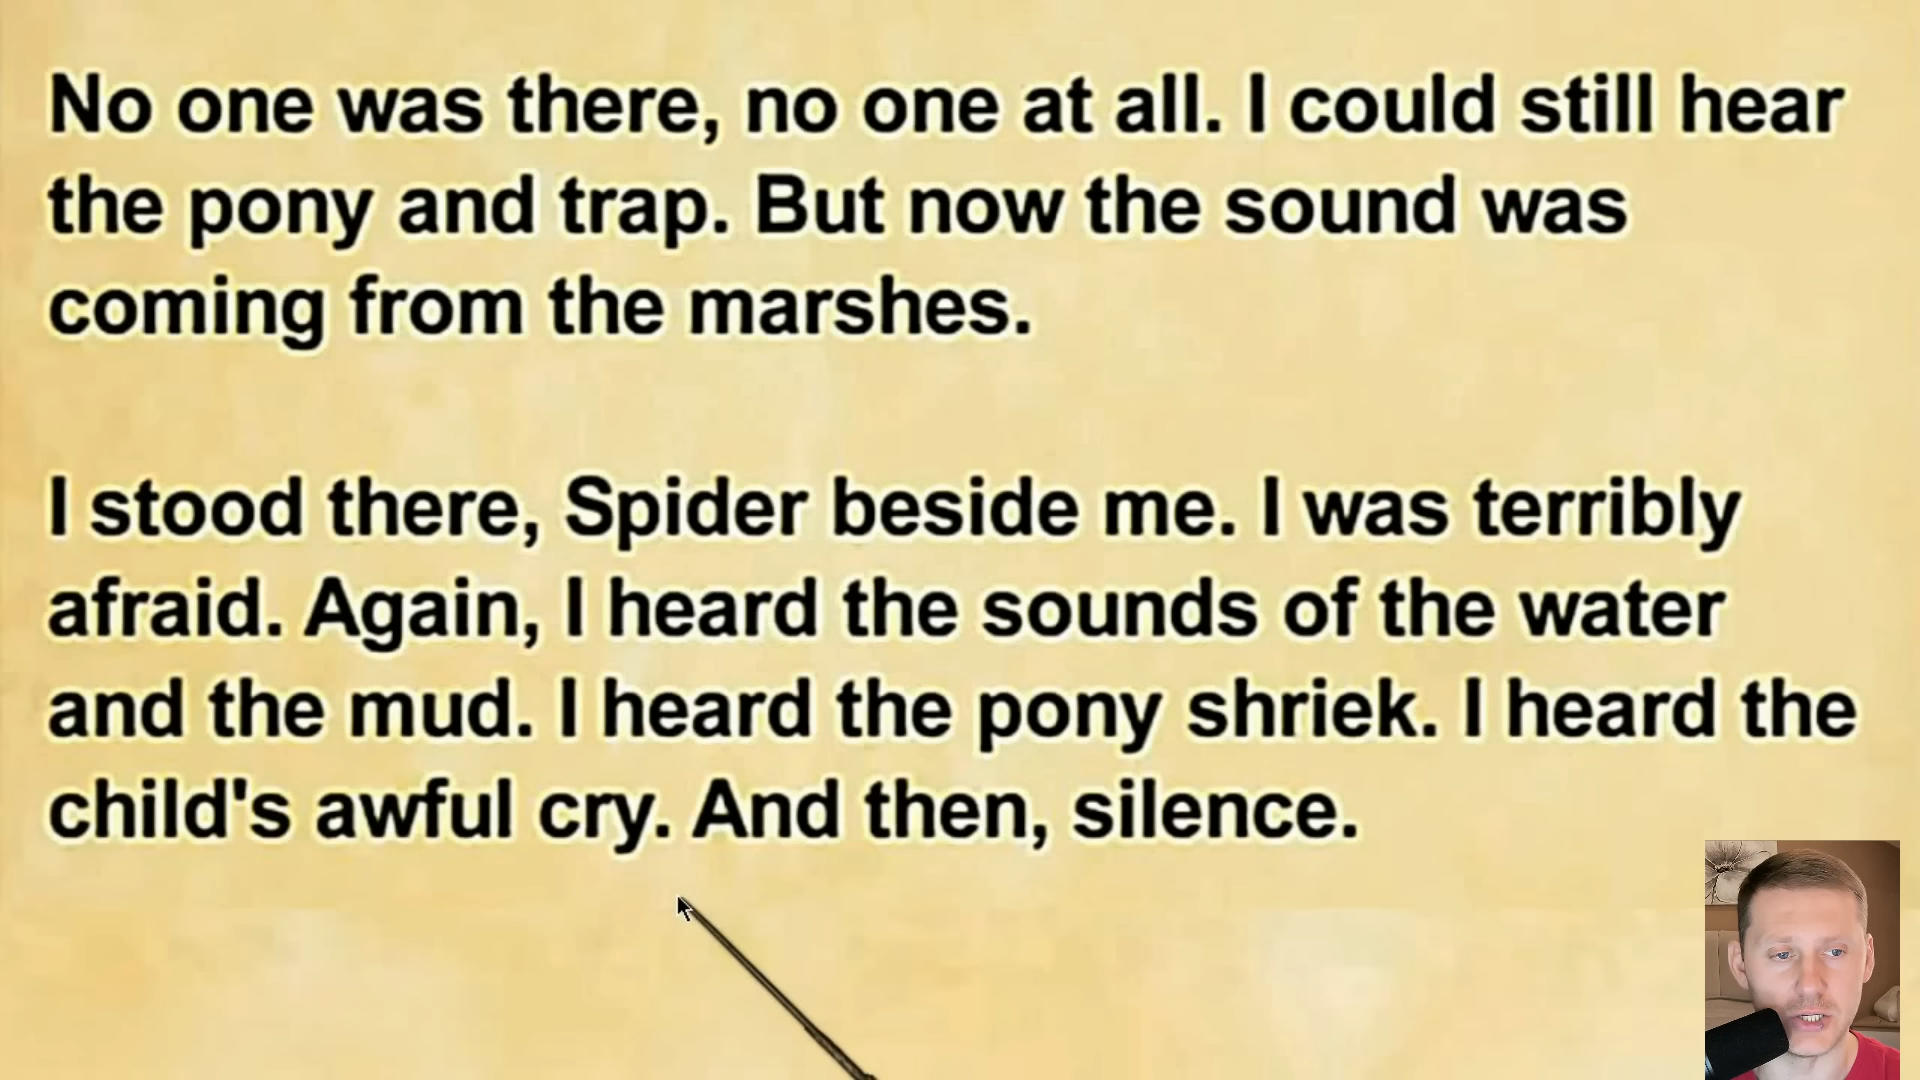 No one was there, no one at all. I could still hear
the pony and trap. But now the sound was
coming from the marshes.
I stood there, Spider beside me. I was terribly
afraid. Again, I heard the sounds of the water
and the mud. I heard the pony shriek. I heard the
child's awful cry. And then, silence.